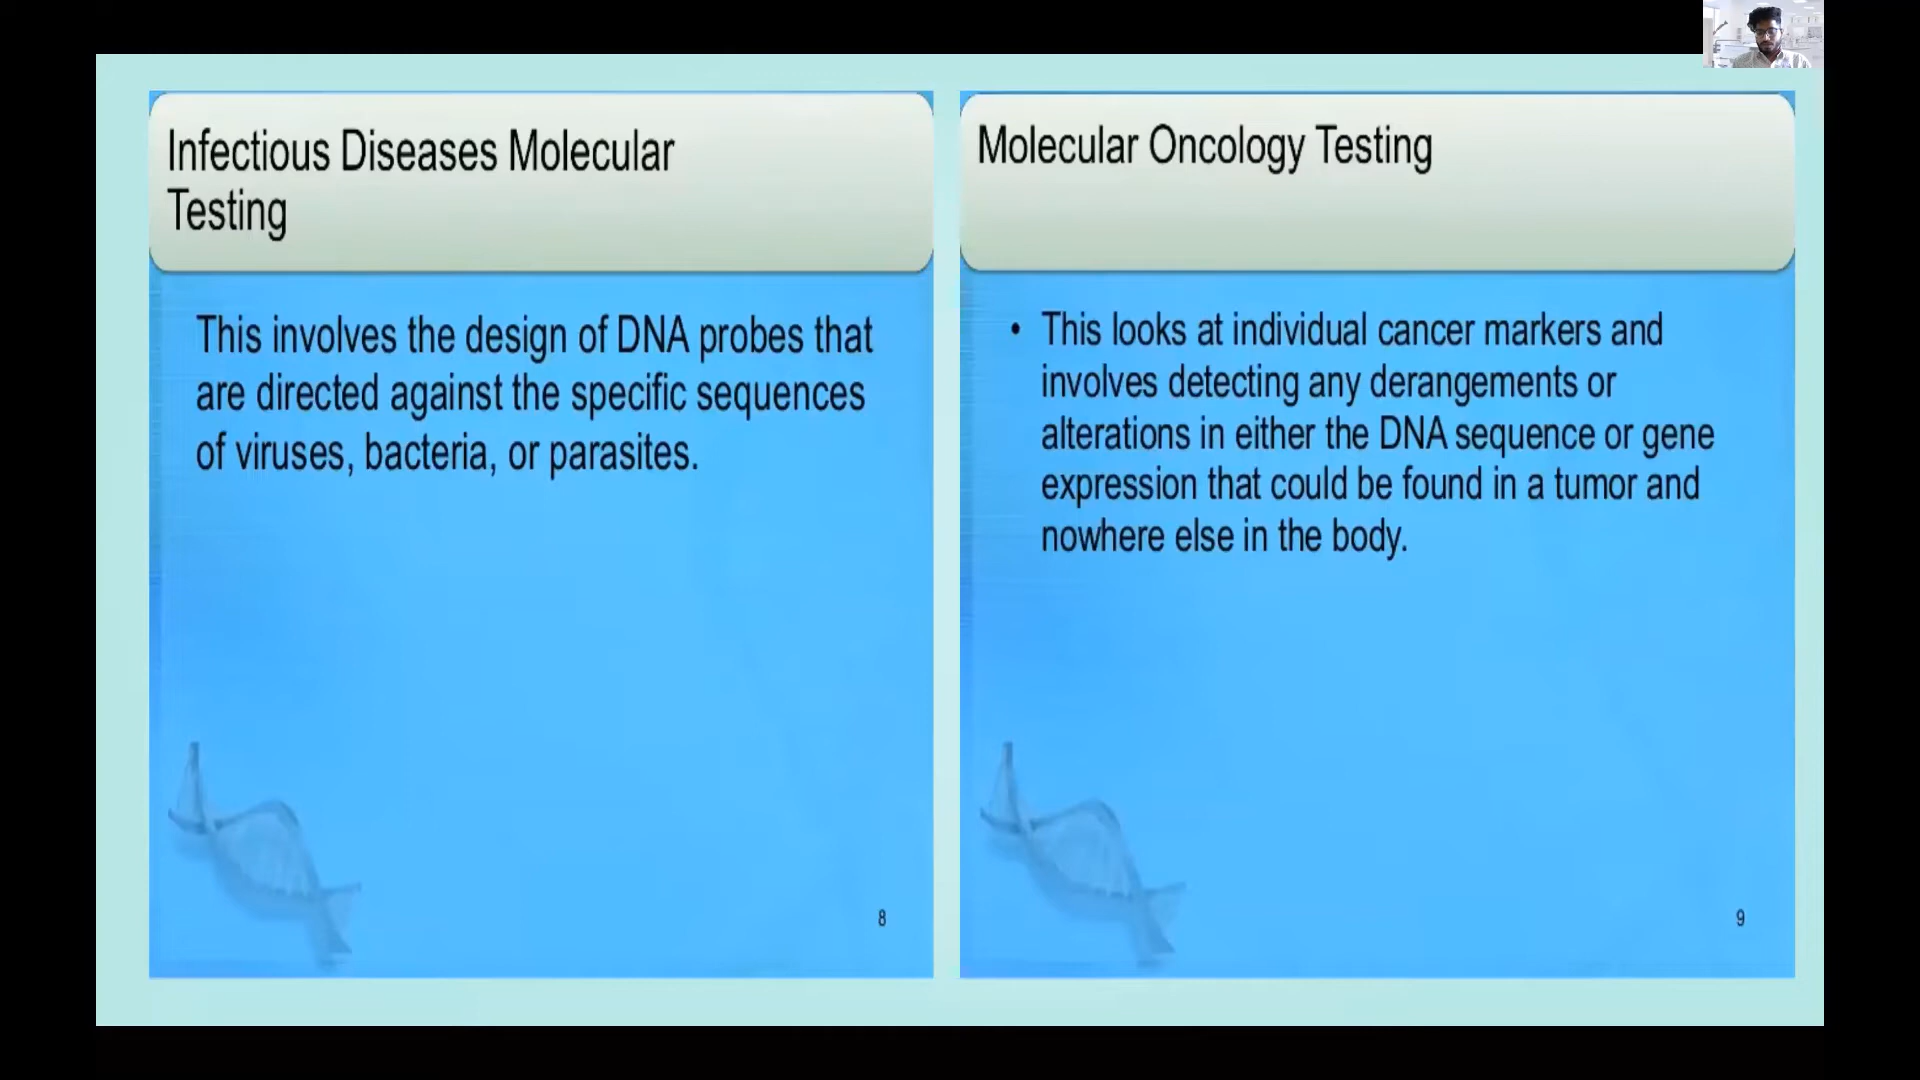 Infectious Diseases Molecular
Testing
This involves the design of DNA probes that
are directed against the specific sequences
of viruses, bacteria, or parasites.
8
Molecular Oncology Testing
• This looks at individual cancer markers and
involves detecting any derangements or
alterations in either the DNA sequence or gene
expression that could be found in a tumor and
nowhere else in the body.
9